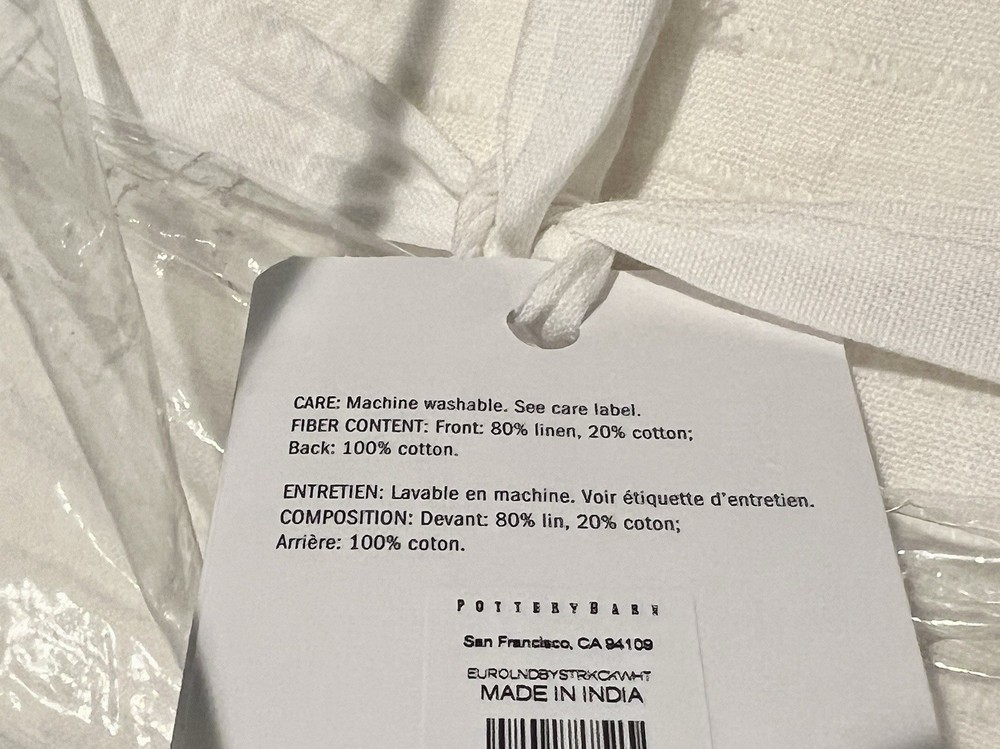 CARE: Machine washable. See care label.
FIBER CONTENT: Front: 80% linen, 20% cotton;
Back: 100% cotton.
ENTRETIEN: Lavable en machine. Voir étiquette d'entretien.
COMPOSITION: Devant: 80% lin, 20% coton;
Arrière: 100% coton.
POTTERY BARN
San Francisco, CA 94109
MADE IN INDIA